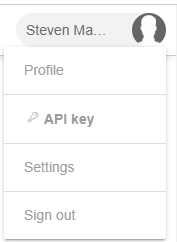 Steven Ma...
Profile
API key
Settings
Sign out